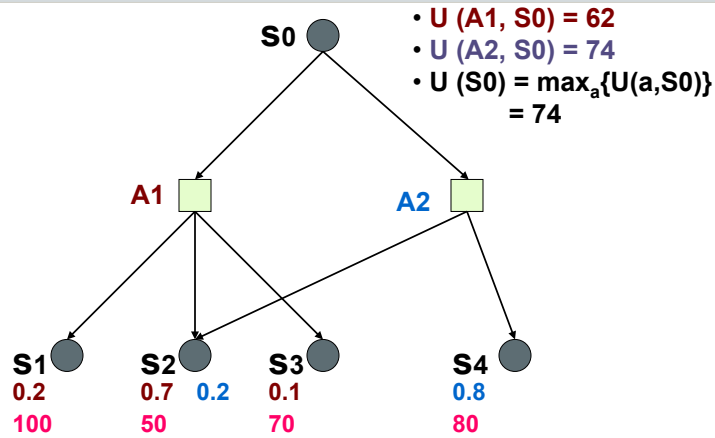 s0
• U (A1, S0) = 62
• U (A2, S0) = 74
• U (S0) = maxa{U(a,S0)}
= 74
A1
A2
s1
s2
s3
s4
0.2
0.7 0.2
0.1
0.8
100
50
70
80